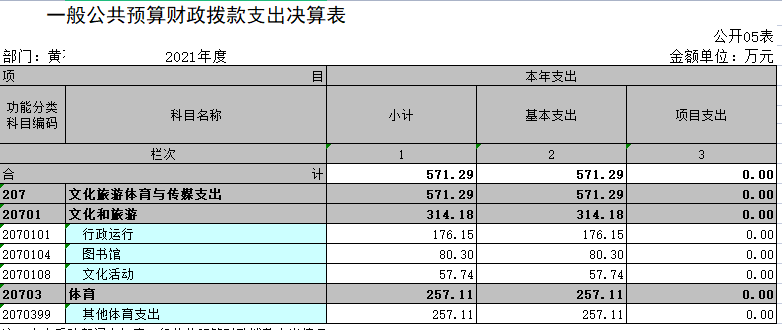 一般公共预算财政拨款支出决算表
公开05表
部门：黄 2021年度 金额单位：万元
项 目 本年支出
功能分类科目编码 科目名称 小计 基本支出 项目支出
栏次 1 2 3
合 计 571.29 571.29 0.00
207 文化旅游体育与传媒支出 571.29 571.29 0.00
20701 文化和旅游 314.18 314.18 0.00
2070101 行政运行 176.15 176.15 0.00
2070104 图书馆 80.30 80.30 0.00
2070108 文化活动 57.74 57.74 0.00
20703 体育 257.11 257.11 0.00
2070399 其他体育支出 257.11 257.11 0.00